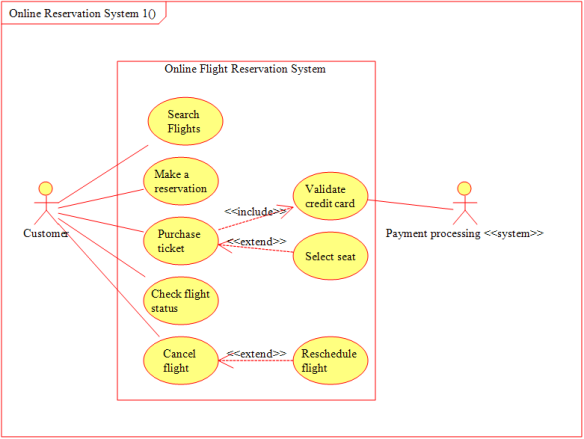 Online Reservation System 1()
Online Flight Reservation System
Search
Flights
Make a
reservation
<<include>>
Validate
credit card
Customer
Purchase
ticket
Payment processing <<system>>
<<extend>>
Select seat
Check flight
status
Cancel
flight
<<extend>>
Reschedule
flight